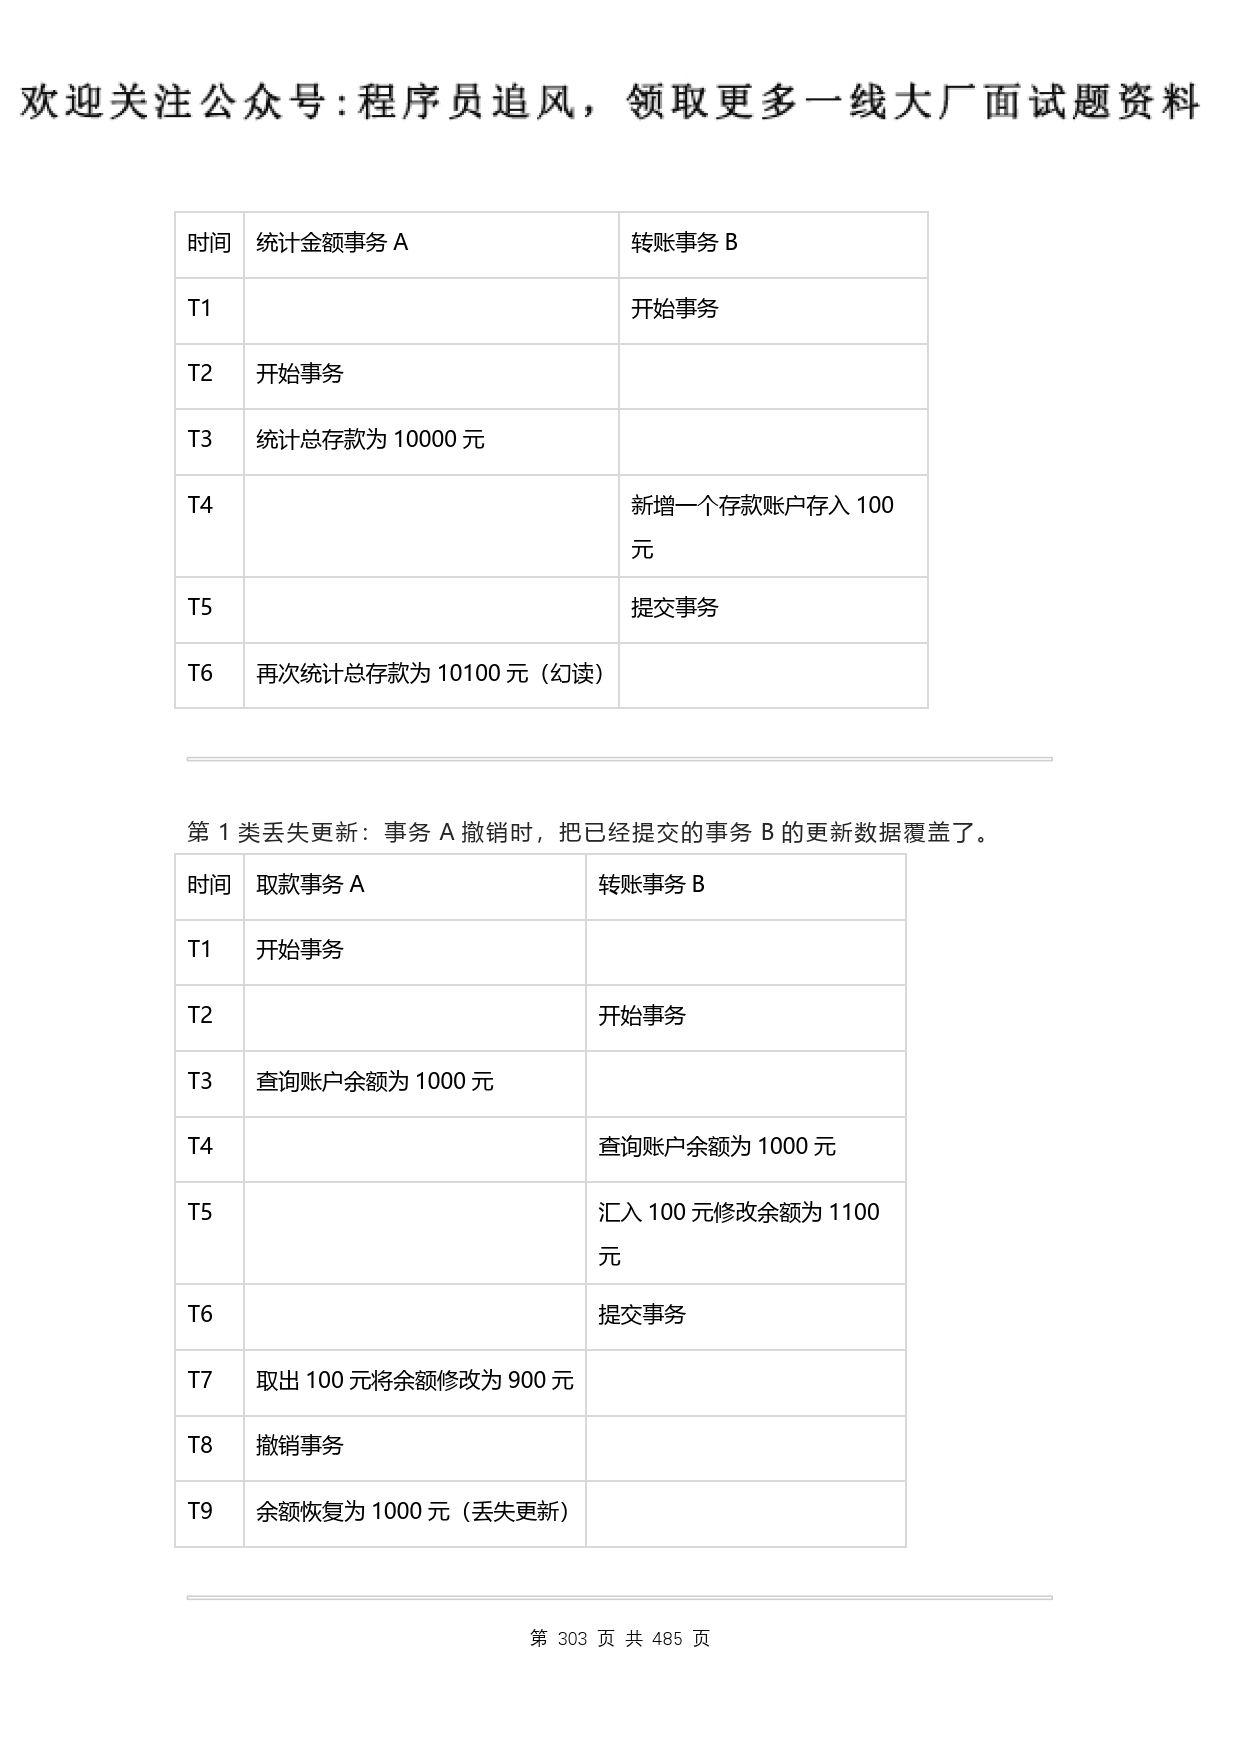 欢迎关注公众号:程序员追风，领取更多一线大厂面试题资料
时间 统计金额事务 A 转账事务 B
T1 开始事务
T2 开始事务
T3 统计总存款为 10000 元
T4 新增一个存款账户存入 100
元
T5 提交事务
T6 再次统计总存款为 10100 元（幻读）
第 1 类丢失更新：事务 A 撤销时，把已经提交的事务 B 的更新数据覆盖了。
时间 取款事务 A 转账事务 B
T1 开始事务
T2 开始事务
T3 查询账户余额为 1000 元
T4 查询账户余额为 1000 元
T5 汇入 100 元修改余额为 1100
元
T6 提交事务
T7 取出 100 元将余额修改为 900 元
T8 撤销事务
T9 余额恢复为 1000 元（丢失更新）
第 303 页 共 485 页